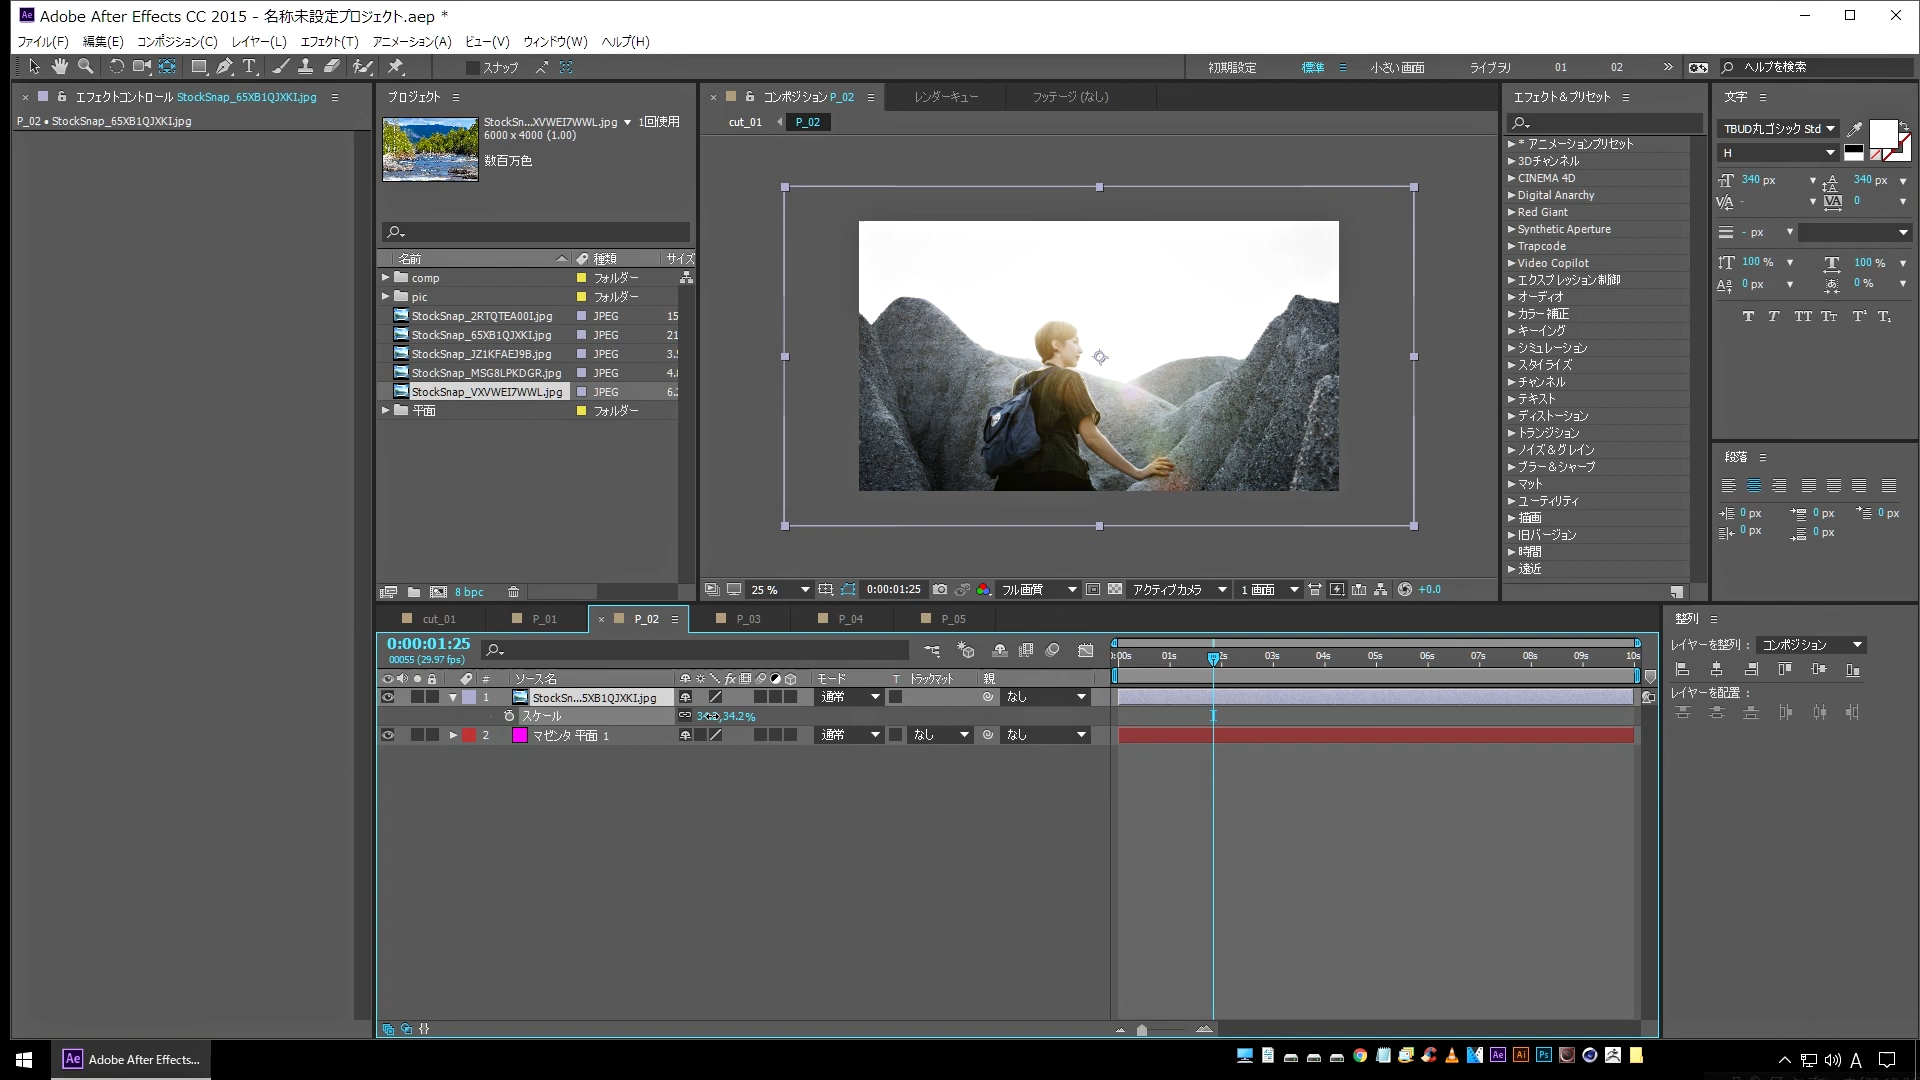 Adobe After Effects CC 2015 - 名称未設定プロジェクト.aep *
ファイル(F) 編集(E) コンポジション(C) レイヤー(L) エフェクト(T) アニメーション(A) ビュー(V) ウィンドウ(W) ヘルプ(H)
スナップ 初期設定 標準 小さい画面 ライブラリ 01 02 » ヘルプを検索
エフェクトコントロール StockSnap_65XB1QJXKI.jpg
P_02 • StockSnap_65XB1QJXKI.jpg
プロジェクト
StockSn...XVWEI7WWL.jpg ▼ 1回使用
6000 x 4000 (1.00)
数百万色
名前 種類 サイズ
comp フォルダー
pic フォルダー
StockSnap_2RTQTEA00I.jpg JPEG 15
StockSnap_65XB1QJXKI.jpg JPEG 21
StockSnap_JZ1KFAEJ9B.jpg JPEG 3.5
StockSnap_MSG8LPKDGR.jpg JPEG 4.8
StockSnap_VXVWEI7WWL.jpg JPEG 6.2
平面 フォルダー
8 bpc
コンポジション P_02 レンダーキュー フッテージ (なし)
cut_01 P_02
25 % 0:00:01:25 フル画質 アクティブカメラ 1 画面 +0.0
エフェクト&プリセット
* アニメーションプリセット
3Dチャンネル
CINEMA 4D
Digital Anarchy
Red Giant
Synthetic Aperture
Trapcode
Video Copilot
エクスプレッション制御
オーディオ
カラー補正
キーイング
シミュレーション
スタイライズ
チャンネル
テキスト
ディストーション
トランジション
ノイズ&グレイン
ブラー&シャープ
マット
ユーティリティ
描画
旧バージョン
時間
遠近
文字
TBUD丸ゴシック Std
H
340 px 340 px
- 0
- px
100 % 100 %
0 px 0 %
段落
0 px 0 px 0 px
0 px 0 px
cut_01 P_01 P_02 P_03 P_04 P_05
0:00:01:25
00055 (29.97 fps)
:00s 01s 2s 03s 04s 05s 06s 07s 08s 09s 10s
# ソース名 fx モード T トラックマット 親
1 StockSn...5XB1QJXKI.jpg 通常 なし
スケール ,34.2%
2 マゼンタ 平面 1 通常 なし なし
整列
レイヤーを整列 : コンポジション
レイヤーを配置 :
Adobe After Effects...
A